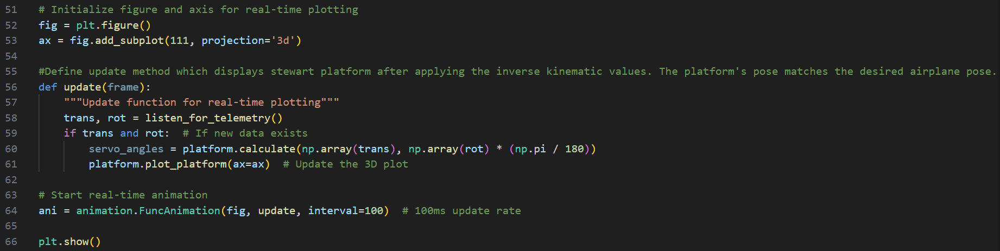 51 # Initialize figure and axis for real-time plotting
52 fig = plt.figure()
53 ax = fig.add_subplot(111, projection='3d')
54
55 #Define update method which displays stewart platform after applying the inverse kinematic values. The platform's pose matches the desired airplane pose.
56 def update(frame):
57     """Update function for real-time plotting"""
58     trans, rot = listen_for_telemetry()
59     if trans and rot:  # If new data exists
60         servo_angles = platform.calculate(np.array(trans), np.array(rot) * (np.pi / 180))
61         platform.plot_platform(ax=ax)  # Update the 3D plot
62
63 # Start real-time animation
64 ani = animation.FuncAnimation(fig, update, interval=100)  # 100ms update rate
65
66 plt.show()